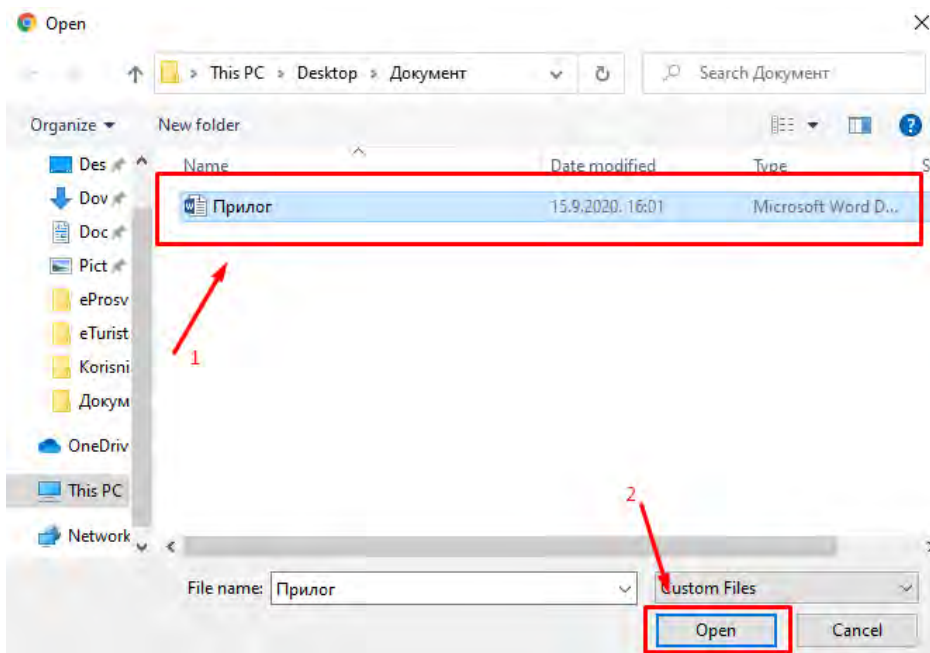 Open
This PC > Desktop > Документ
Search Документ
Organize
New folder
Name
Date modified
Type
S
Des
Dov
Doc
Pict
eProsv
eTurist
Korisni
Докум
OneDriv
This PC
Network
Прилог
15.9.2020. 16:01
Microsoft Word D...
1
2
File name:
Прилог
Custom Files
Open
Cancel